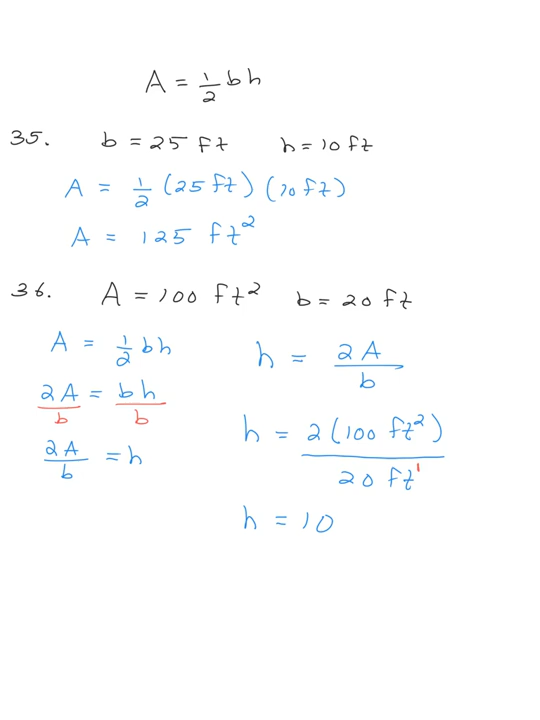 A = 1/2 bh
35. b = 25 ft h = 10 ft
A = 1/2 (25 ft) (10 ft)
A = 125 ft²
36. A = 100 ft² b = 20 ft
A = 1/2 bh
2A/b = bh/b
2A/b = h
h = 2A/b
h = 2(100 ft²)/20 ft¹
h = 10